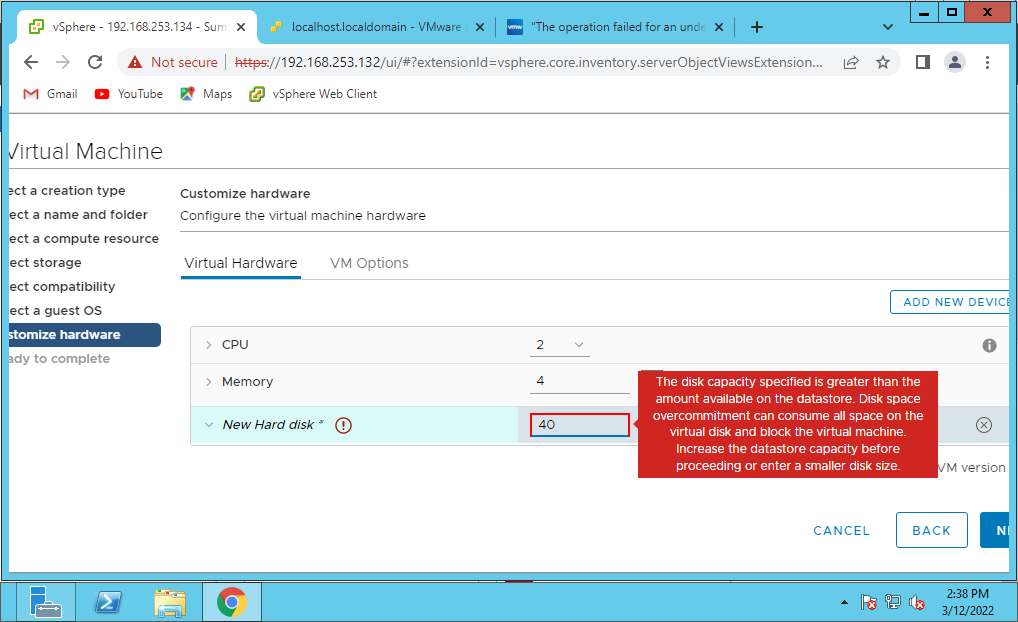 vSphere - 192.168.253.134 - Sum
localhost.localdomain - VMware
vmw
"The operation failed for an unde
Not secure
https://192.168.253.132/ui/#?extensionId=vsphere.core.inventory.serverObjectViewsExtension...
Gmail
YouTube
Maps
vSphere Web Client
Virtual Machine
ect a creation type
ect a name and folder
ect a compute resource
ect storage
ect compatibility
ect a guest OS
stomize hardware
ady to complete
Customize hardware
Configure the virtual machine hardware
Virtual Hardware
VM Options
ADD NEW DEVICE
CPU
2
Memory
4
New Hard disk *
40
The disk capacity specified is greater than the
amount available on the datastore. Disk space
overcommitment can consume all space on the
virtual disk and block the virtual machine.
Increase the datastore capacity before
proceeding or enter a smaller disk size.
VM version
CANCEL
BACK
NE
2:38 PM
3/12/2022